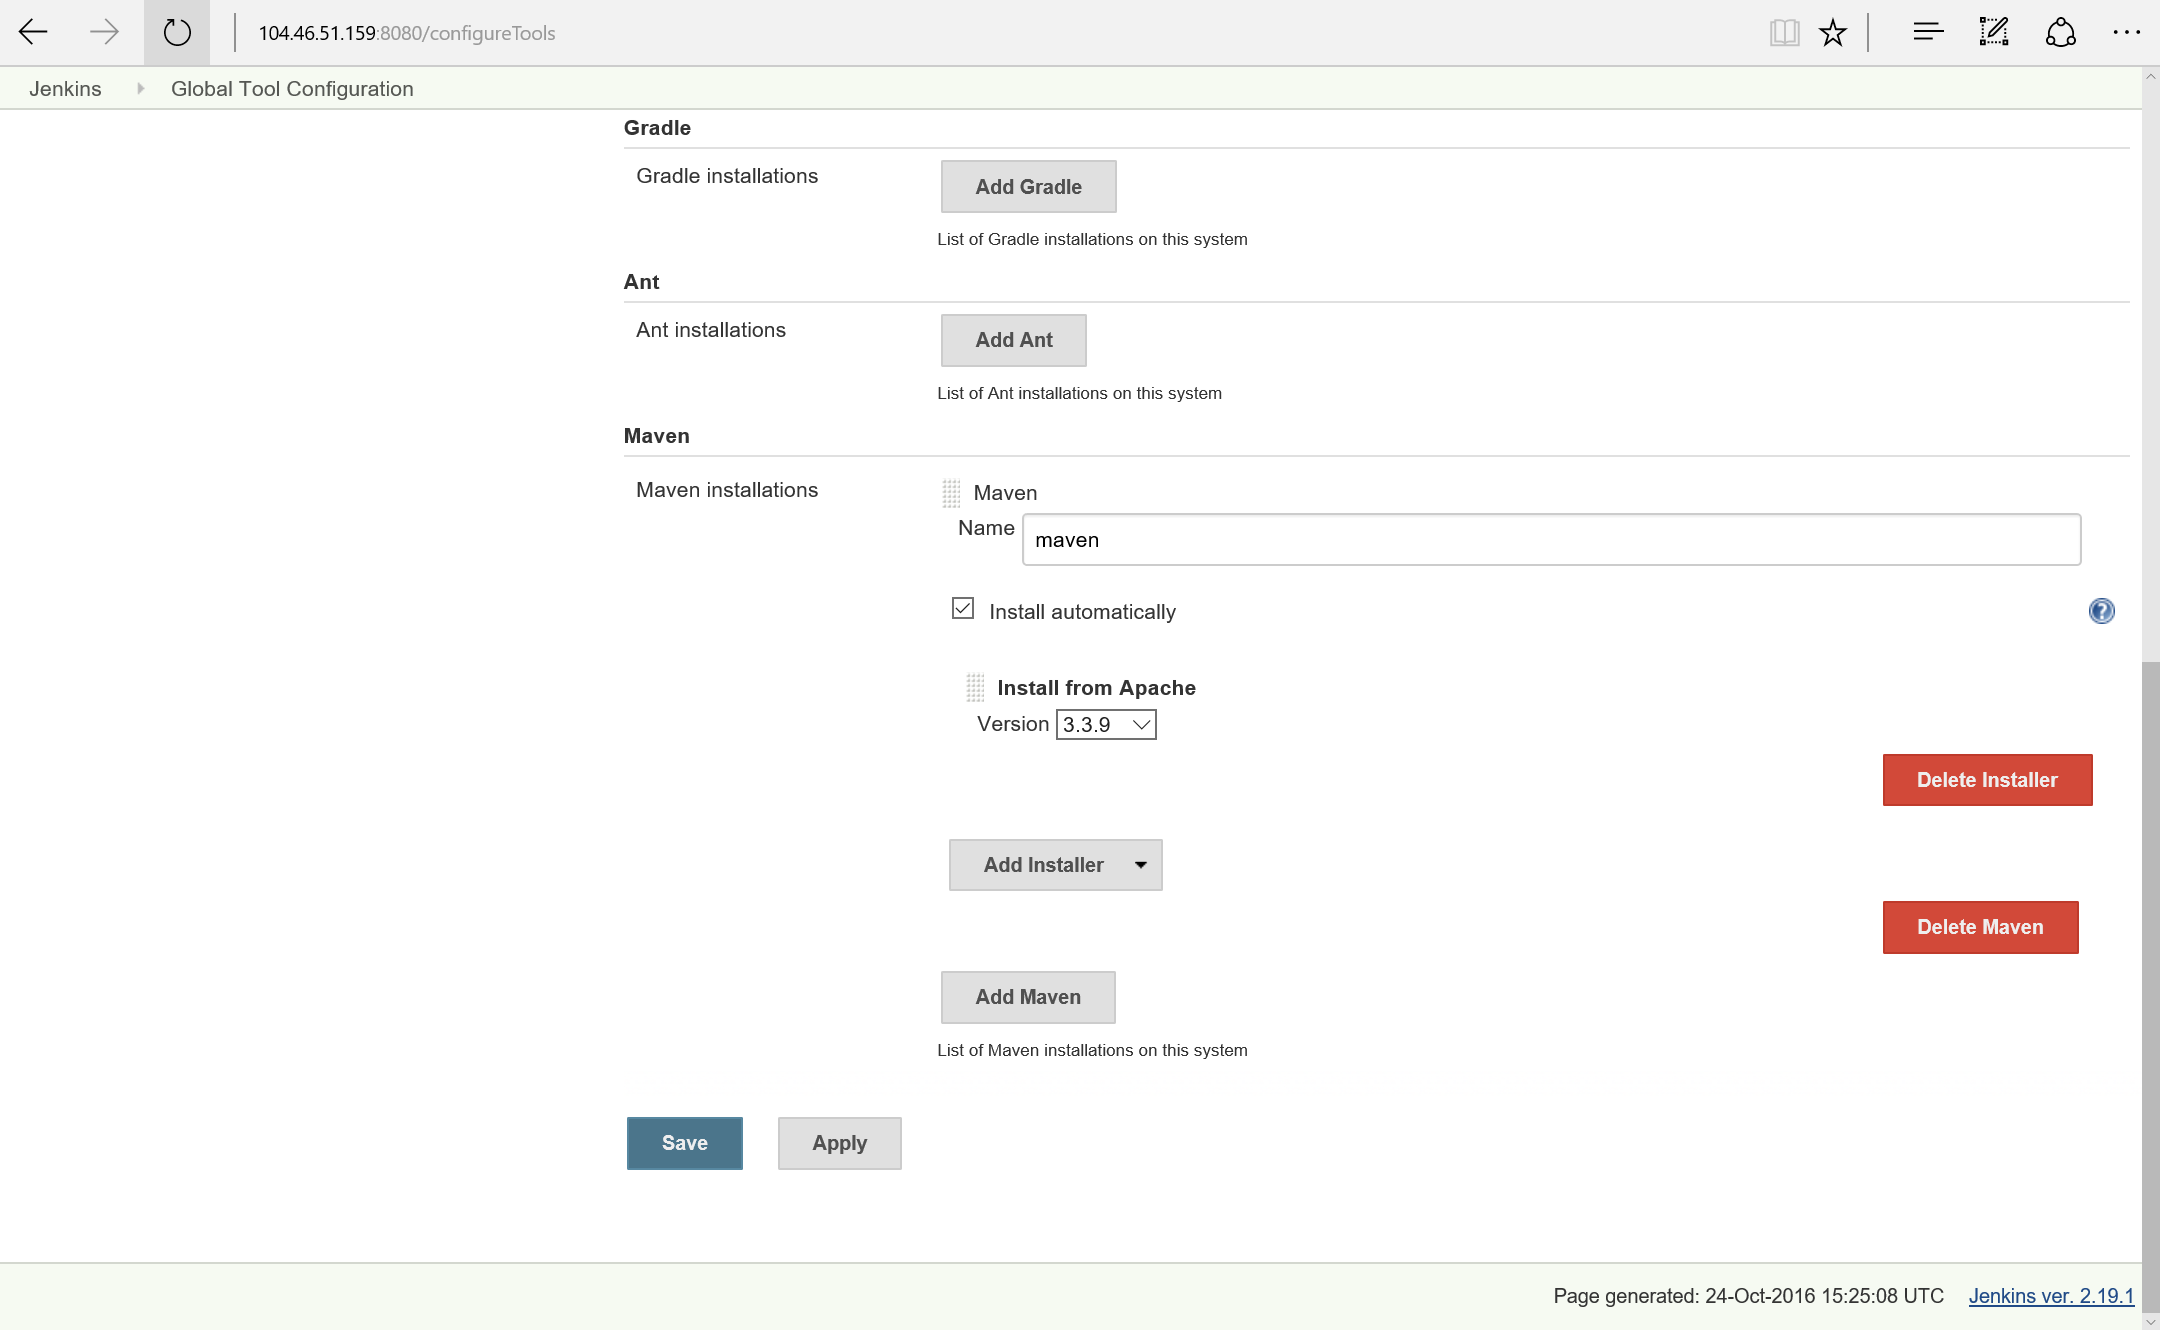 104.46.51.159:8080/configureTools
Jenkins Global Tool Configuration
Gradle
Gradle installations
Add Gradle
List of Gradle installations on this system
Ant
Ant installations
Add Ant
List of Ant installations on this system
Maven
Maven installations
Maven
Name maven
Install automatically
?
Install from Apache
Version 3.3.9
Delete Installer
Add Installer
Delete Maven
Add Maven
List of Maven installations on this system
Save Apply
Page generated: 24-Oct-2016 15:25:08 UTC Jenkins ver. 2.19.1